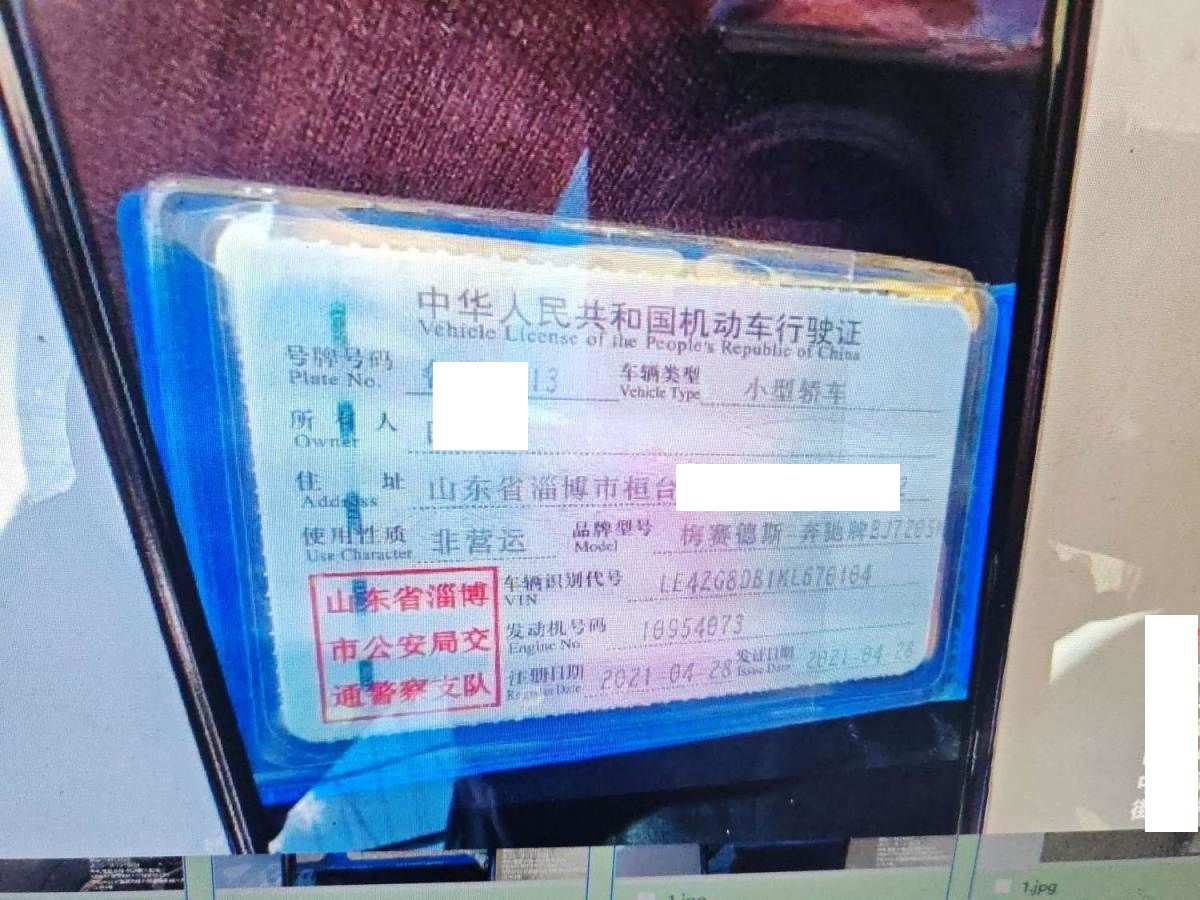 中华人民共和国机动车行驶证
Vehicle License of the People's Republic of China
号牌号码 13 车辆类型 小型轿车
Plate No. Vehicle Type
所有人
Owner
住址 山东省淄博市桓台
Address
使用性质 非营运 品牌型号 梅赛德斯-奔驰牌BJ7205
Use Character Model
山东省淄博
市公安局交
通警察支队
车辆识别代号 LE4ZG8DB1KL676164
VIN
发动机号码 10954073
Engine No.
注册日期 2021-04-28 发证日期 2021-04-28
Register Date Issue Date
1.jpg
1.jpg